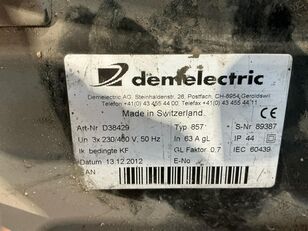 demelectric
Demelectric AG, Steinhaldenstr. 26, Postfach, CH-8954 Geroldswil
Telefon +41(0) 43 455 44 00 Telefax +41(0) 43 455 44 11
Made in Switzerland
Art-Nr D38429 Typ 657 S-Nr 89387
Un 3x 230/400 V, 50 Hz In 63 A gL IP 44
Ik bedingte KF GL Faktor 0.7 IEC 60439
Datum 13.12.2012 E-No
AN